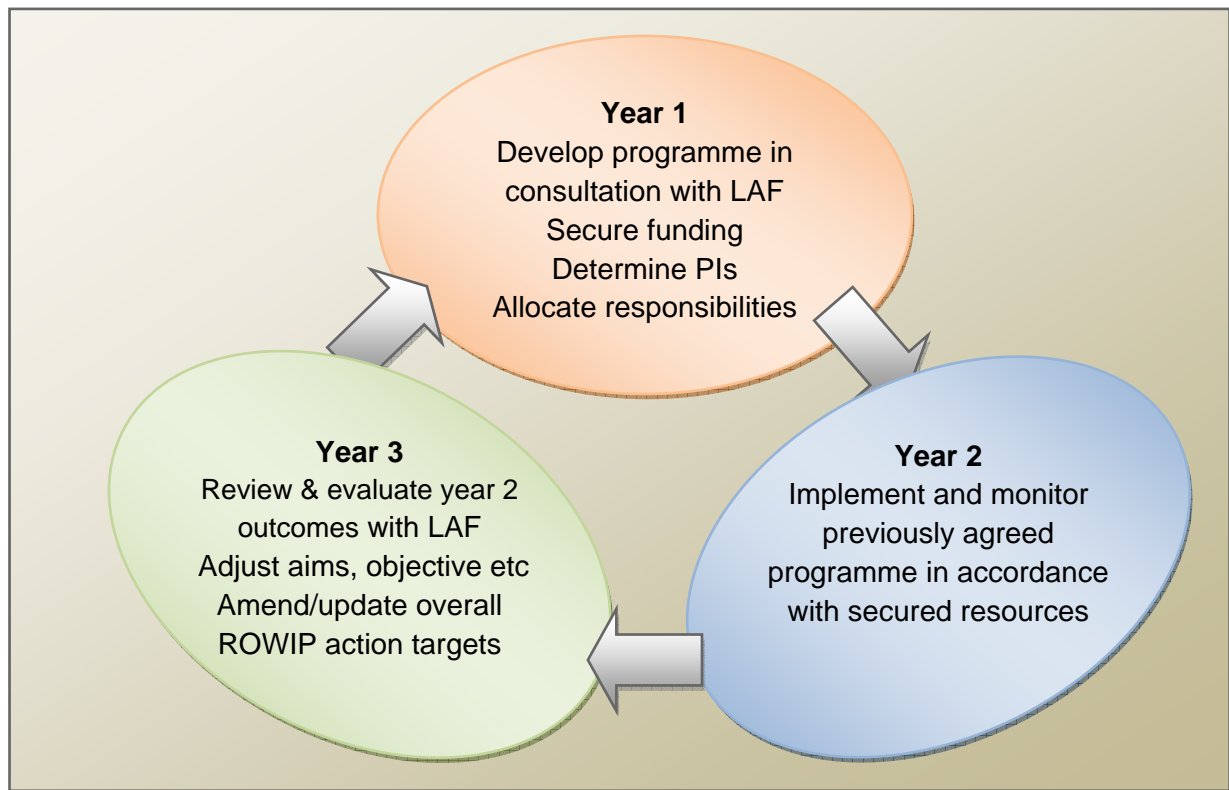 Year 1
Develop programme in
consultation with LAF
Secure funding
Determine PIs
Allocate responsibilities
Year 2
Implement and monitor
previously agreed
programme in accordance
with secured resources
Year 3
Review & evaluate year 2
outcomes with LAF
Adjust aims, objective etc
Amend/update overall
ROWIP action targets